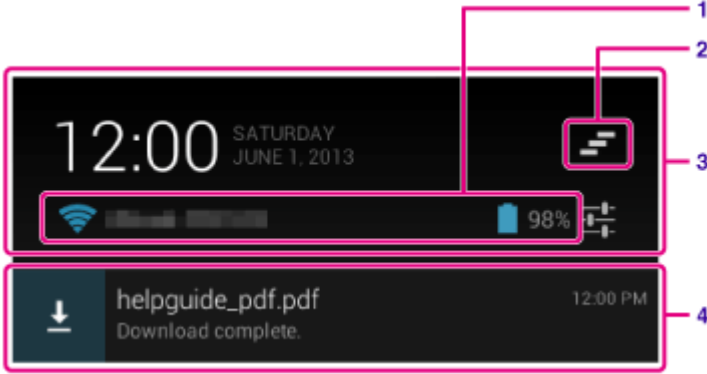 1
2
12:00 SATURDAY
JUNE 1, 2013
3
98%
helpguide_pdf.pdf 12:00 PM
Download complete.
4